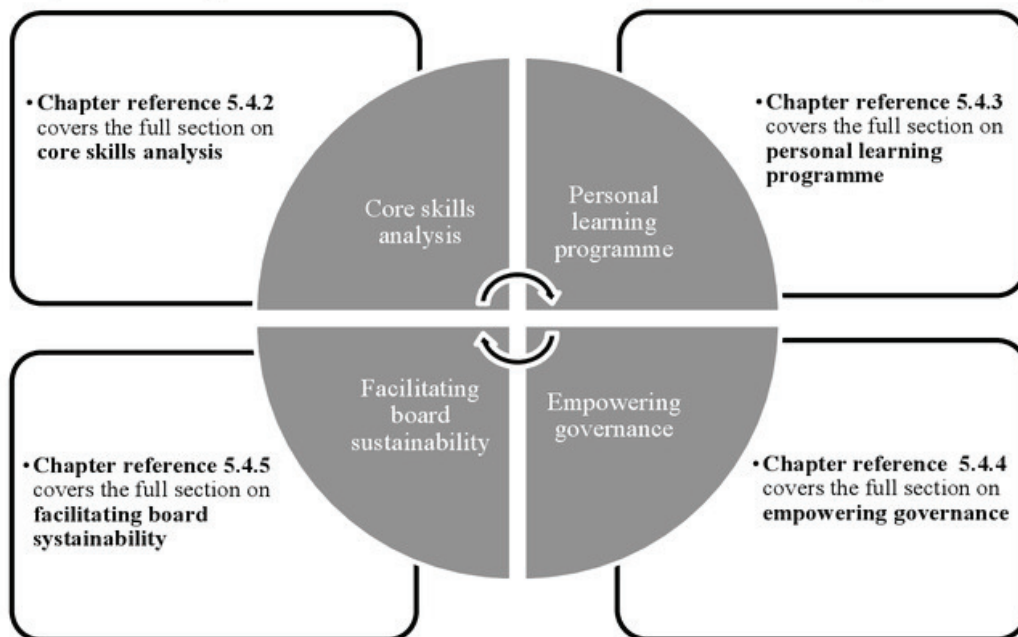 • Chapter reference 5.4.2
covers the full section on
core skills analysis
• Chapter reference 5.4.3
covers the full section on
personal learning
programme
Core skills
analysis
Personal
learning
programme
Facilitating
board
sustainability
Empowering
governance
• Chapter reference 5.4.5
covers the full section on
facilitating board
systainability
• Chapter reference 5.4.4
covers the full section on
empowering governance